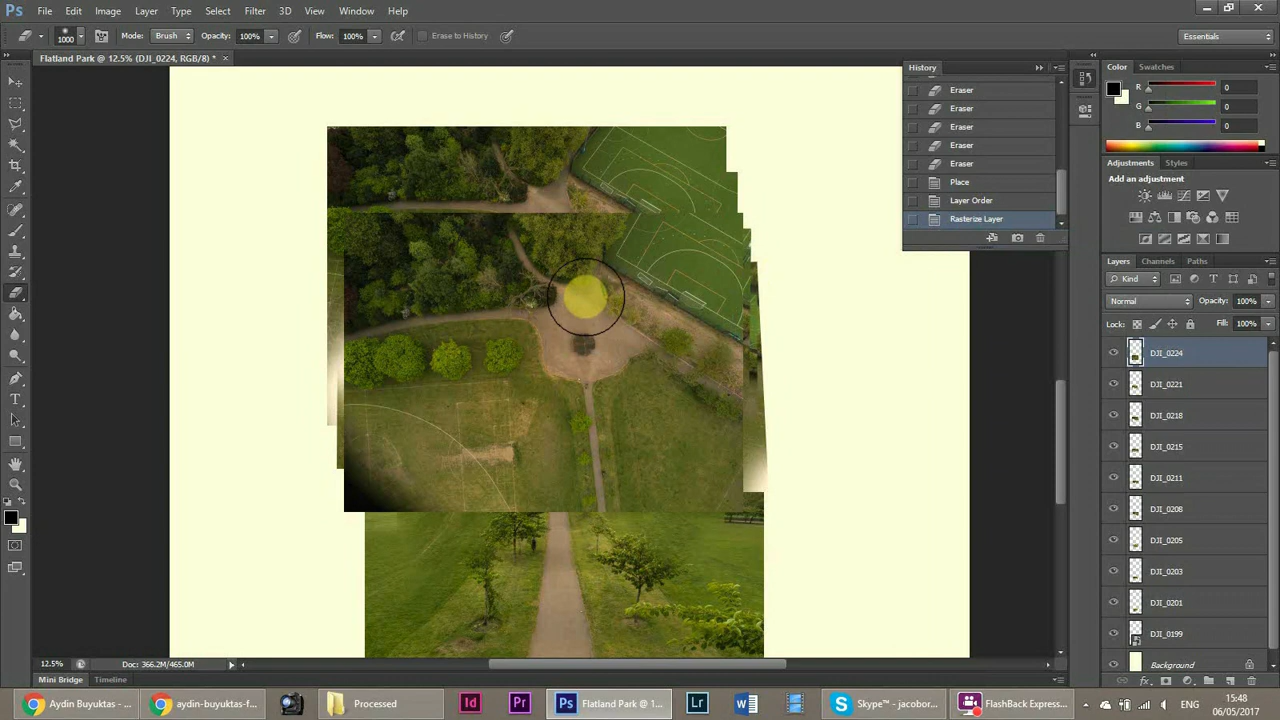 Ps File Edit Image Layer Type Select Filter 3D View Window Help
1000 Mode: Brush Opacity: 100% Flow: 100% Erase to History Essentials
Flatland Park @ 12.5% (DJI_0224, RGB/8) * ×
History
Eraser
Eraser
Eraser
Eraser
Eraser
Place
Layer Order
Rasterize Layer
Color Swatches
R 0
G 0
B 0
Adjustments Styles
Add an adjustment
Layers Channels Paths
Kind
Normal Opacity: 100%
Lock: Fill: 100%
DJI_0224
DJI_0221
DJI_0218
DJI_0215
DJI_0211
DJI_0208
DJI_0205
DJI_0203
DJI_0201
DJI_0199
Background
12.5% Doc: 366.2M/465.0M
Mini Bridge Timeline
Aydin Buyuktas - ... aydin-buyuktas-f... Processed Id Pr Ps Flatland Park @ 1... Lr Skype™ - jacobor... FlashBack Express... ENG 15:48
06/05/2017